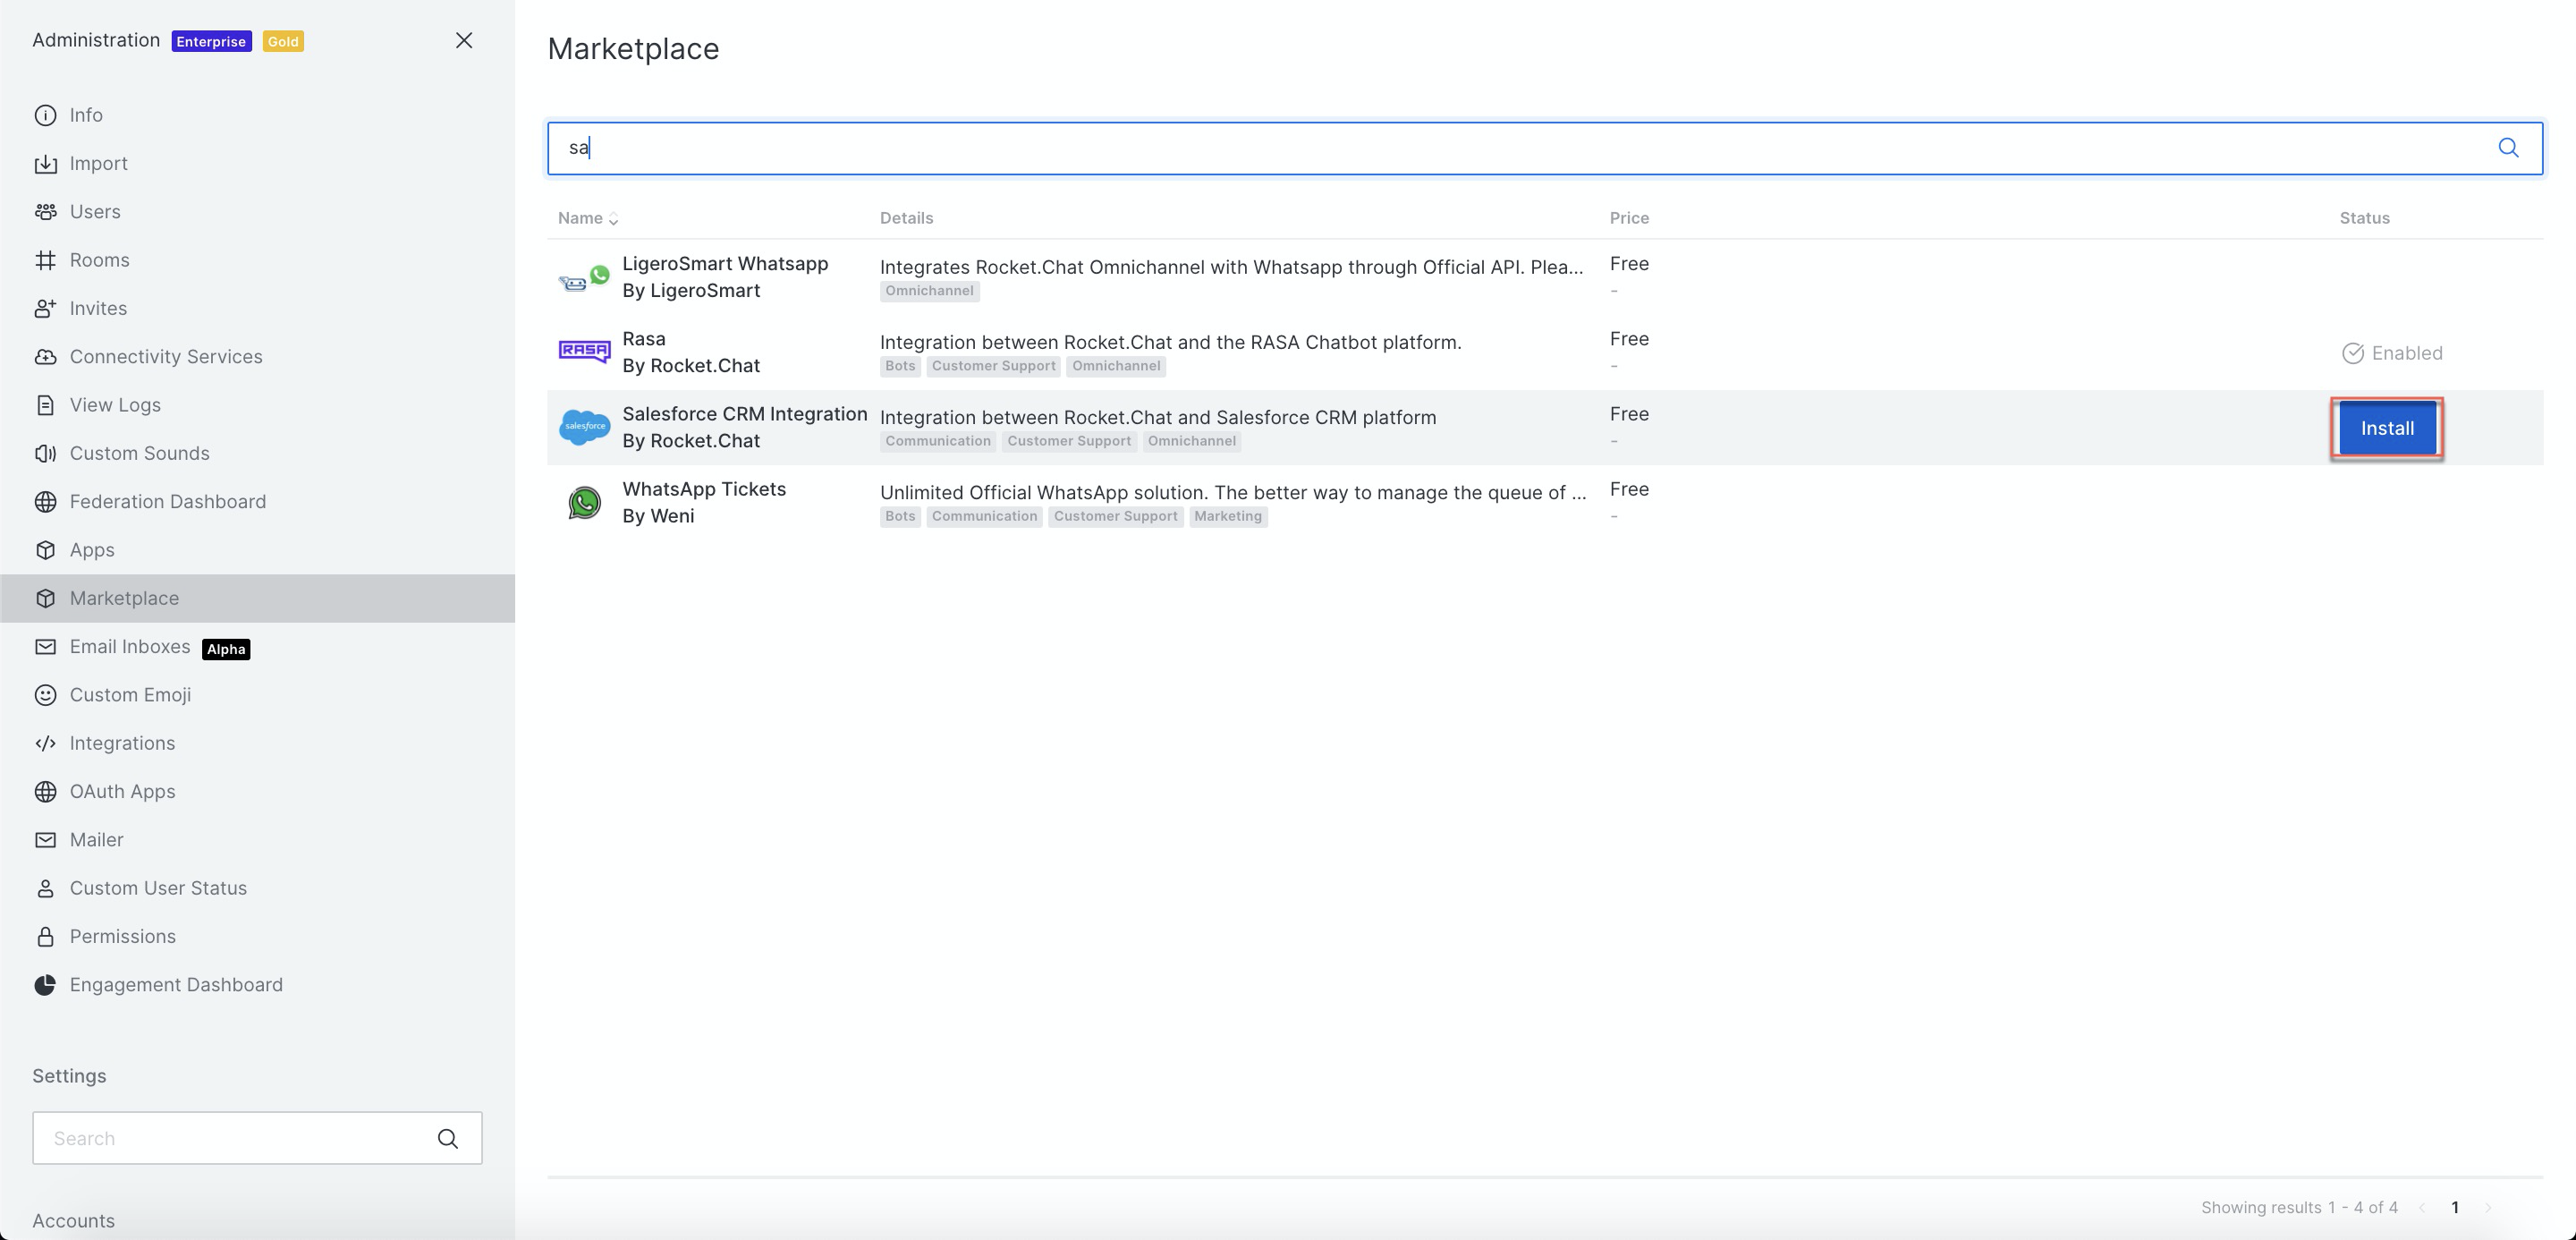 Administration Enterprise Gold
Info
Import
Users
Rooms
Invites
Connectivity Services
View Logs
Custom Sounds
Federation Dashboard
Apps
Marketplace
Email Inboxes Alpha
Custom Emoji
Integrations
OAuth Apps
Mailer
Custom User Status
Permissions
Engagement Dashboard
Settings
Search
Accounts
Marketplace
sa
Name Details Price Status
LigeroSmart Whatsapp Integrates Rocket.Chat Omnichannel with Whatsapp through Official API. Plea... Free
By LigeroSmart Omnichannel -
RASA Rasa Integration between Rocket.Chat and the RASA Chatbot platform. Free Enabled
By Rocket.Chat Bots Customer Support Omnichannel -
salesforce Salesforce CRM Integration Integration between Rocket.Chat and Salesforce CRM platform Free Install
By Rocket.Chat Communication Customer Support Omnichannel -
WhatsApp Tickets Unlimited Official WhatsApp solution. The better way to manage the queue of ... Free
By Weni Bots Communication Customer Support Marketing -
Showing results 1 - 4 of 4 < 1 >